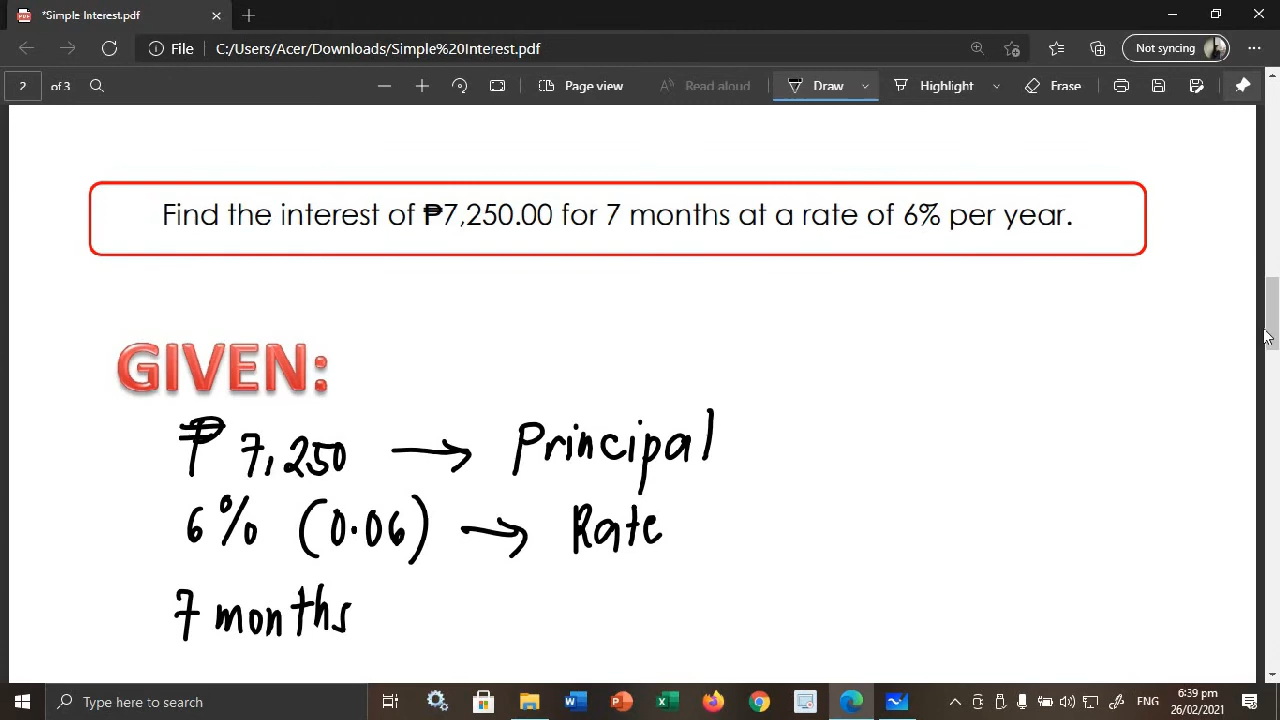 *Simple Interest.pdf
File C:/Users/Acer/Downloads/Simple%20Interest.pdf Not syncing
2 of 3 Page view Read aloud Draw Highlight Erase
Find the interest of ₱7,250.00 for 7 months at a rate of 6% per year.
GIVEN:
₱ 7,250 → Principal
6% (0.06) → Rate
7 months
Type here to search ENG 6:39 pm
26/02/2021